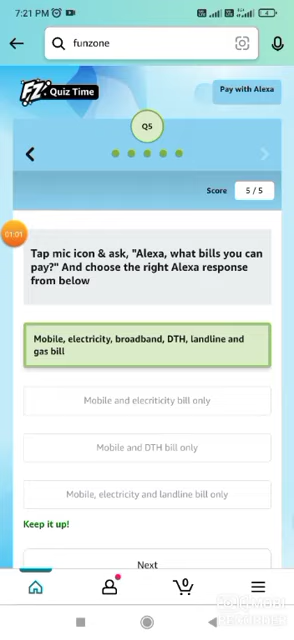 7:21 PM
funzone
FZ Quiz Time
Pay with Alexa
Q5
Score 5 / 5
01:01
Tap mic icon & ask, "Alexa, what bills you can
pay?" And choose the right Alexa response
from below
Mobile, electricity, broadband, DTH, landline and
gas bill
Mobile and elecriticity bill only
Mobile and DTH bill only
Mobile, electricity and landline bill only
Keep it up!
Next
0